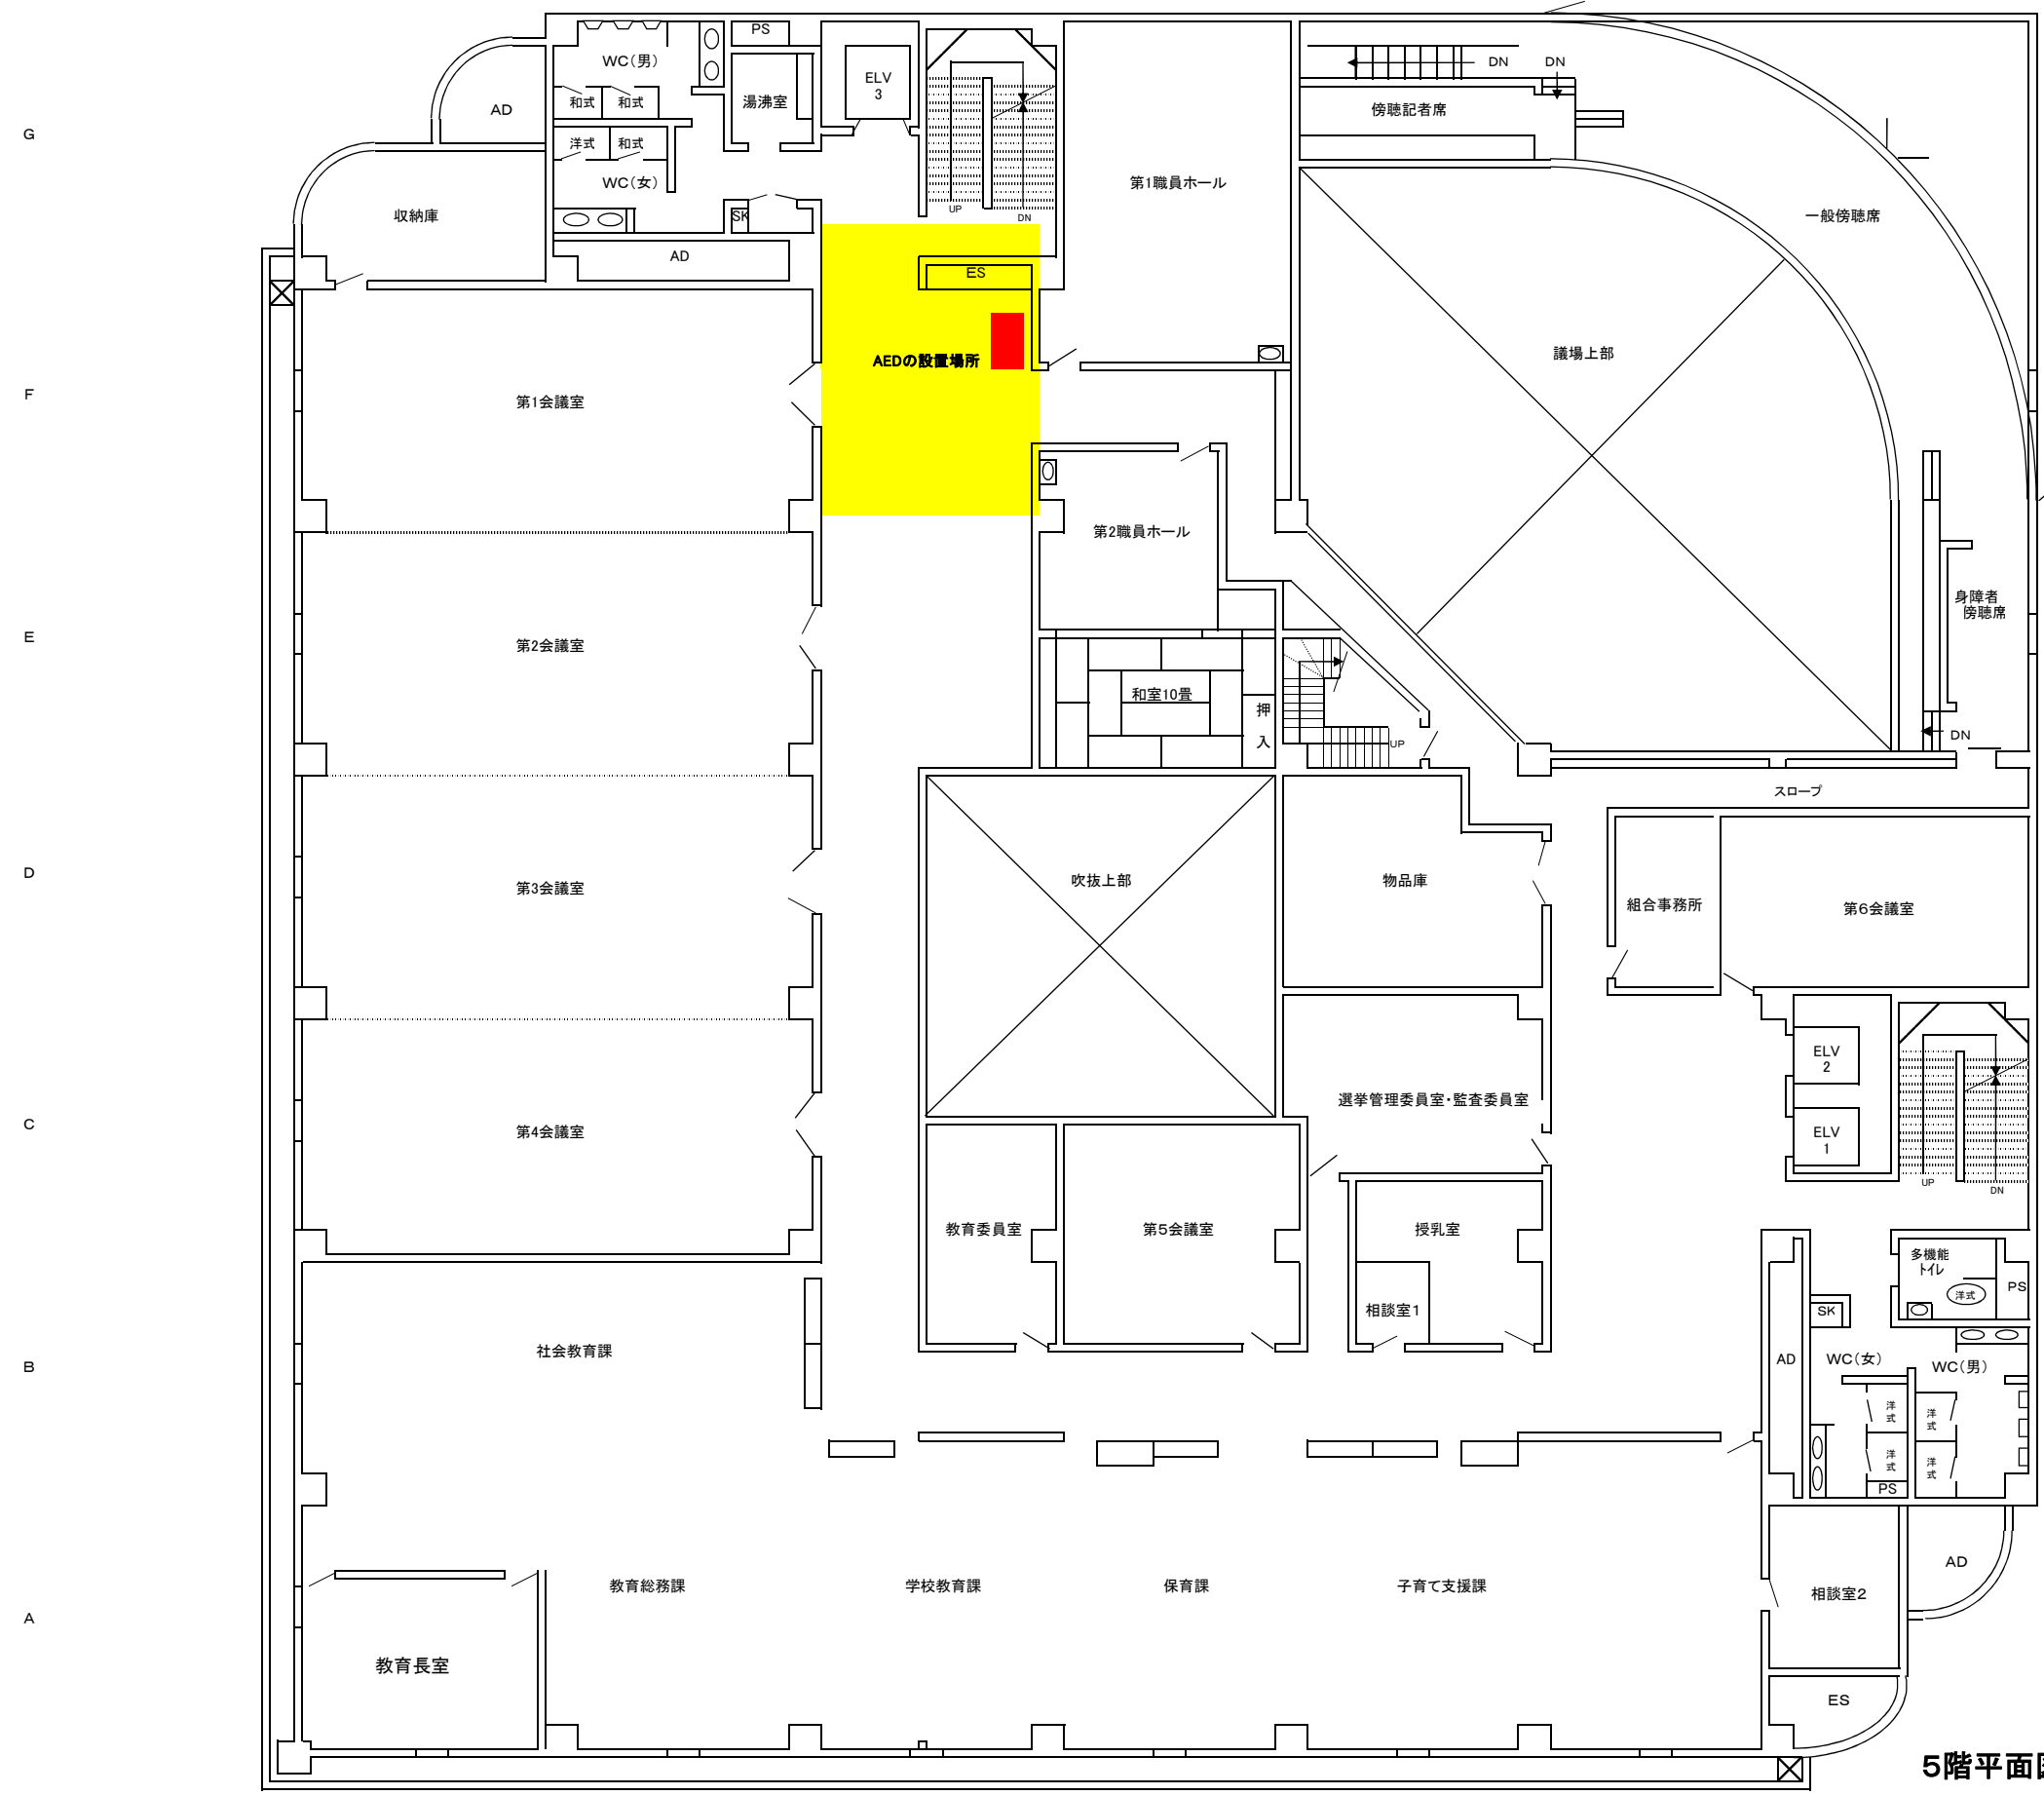 PS
WC(男)
ELV
3
DN
DN
湯沸室
和式
和式
AD
傍聴記者席
G
洋式
和式
WC(女)
第1職員ホール
UP
DN
SK
収納庫
一般傍聴席
AD
ES
議場上部
AEDの設置場所
F
第1会議室
第2職員ホール
身障者
傍聴席
E
第2会議室
和室10畳
押
入
UP
DN
スロープ
D
第3会議室
吹抜上部
物品庫
組合事務所
第6会議室
ELV
2
選挙管理委員室・監査委員室
C
第4会議室
ELV
1
UP
DN
教育委員室
第5会議室
授乳室
多機能
トイレ
洋式
PS
相談室1
SK
社会教育課
B
AD
WC(女)
WC(男)
洋
式
洋
式
洋
式
洋
式
PS
AD
教育総務課
学校教育課
保育課
子育て支援課
相談室2
A
教育長室
ES
5階平面